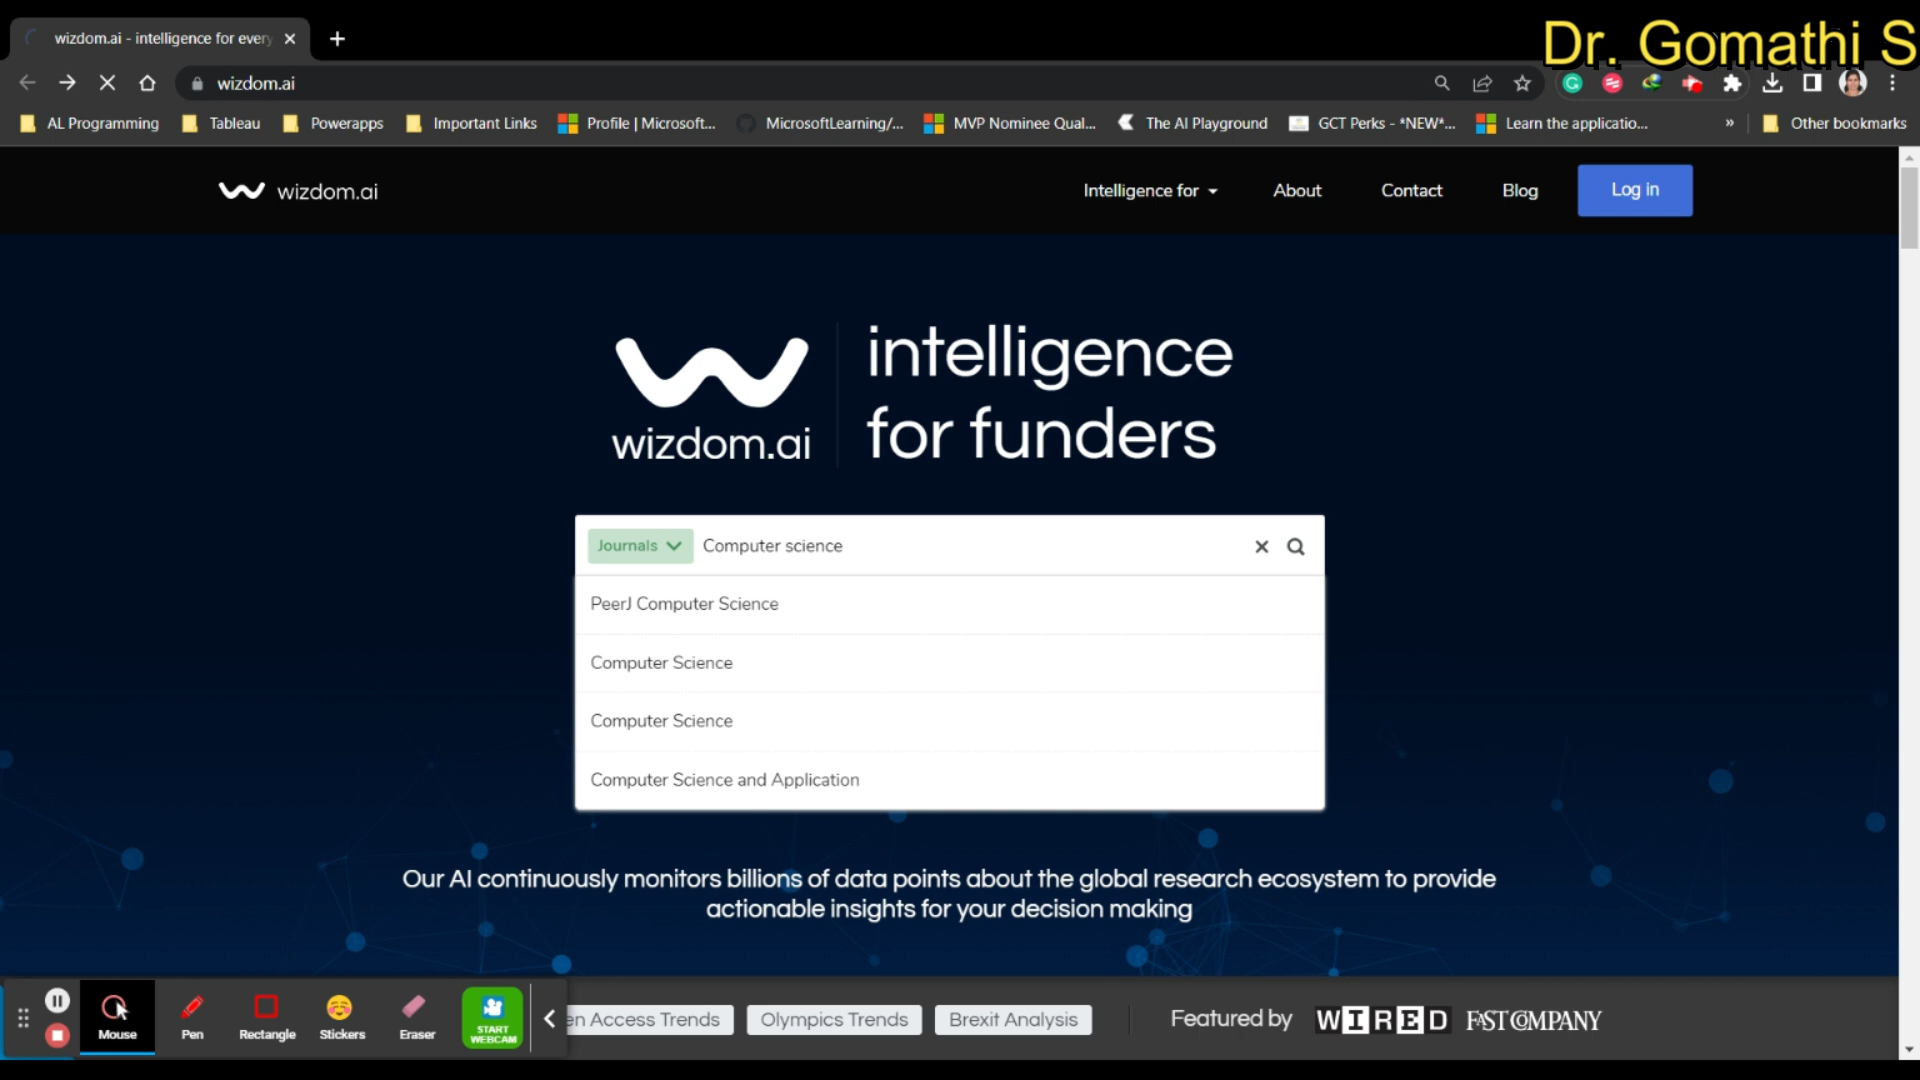 Dr. Gomathi S
wizdom.ai - intelligence for every
wizdom.ai
AL Programming
Tableau
Powerapps
Important Links
Profile | Microsoft...
MicrosoftLearning/...
MVP Nominee Qual...
The AI Playground
GCT Perks - *NEW*...
Learn the applicatio...
»
Other bookmarks
wizdom.ai
Intelligence for
About
Contact
Blog
Log in
wizdom.ai
intelligence
for funders
Journals
Computer science
PeerJ Computer Science
Computer Science
Computer Science
Computer Science and Application
Our AI continuously monitors billions of data points about the global research ecosystem to provide
actionable insights for your decision making
Mouse
Pen
Rectangle
Stickers
Eraser
START
WEBCAM
en Access Trends
Olympics Trends
Brexit Analysis
Featured by
WIRED
FAST COMPANY